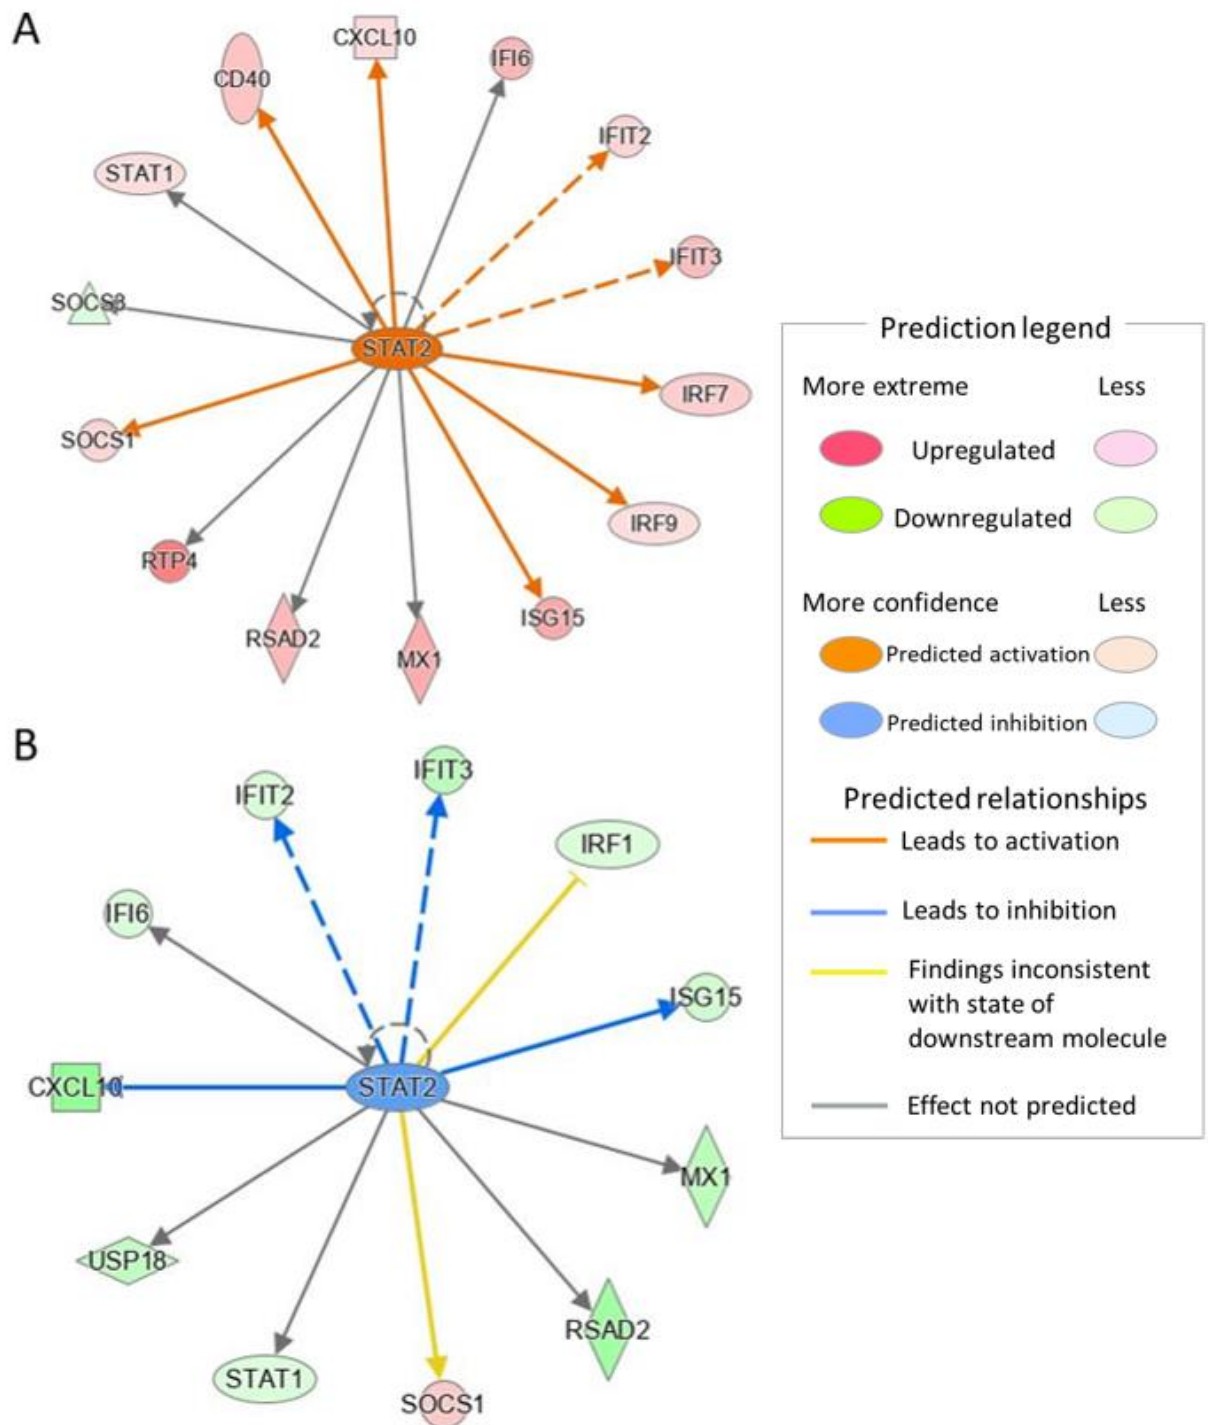 A
CXCL10
IFI6
CD40
IFIT2
STAT1
IFIT3
SOCS3
STAT2
IRF7
SOCS1
IRF9
RTP4
ISG15
RSAD2
MX1
Prediction legend
More extreme Less
Upregulated
Downregulated
More confidence Less
Predicted activation
Predicted inhibition
Predicted relationships
Leads to activation
Leads to inhibition
Findings inconsistent
with state of
downstream molecule
Effect not predicted
B
IFIT3
IFIT2
IRF1
IFI6
ISG15
CXCL10
STAT2
MX1
USP18
RSAD2
STAT1
SOCS1